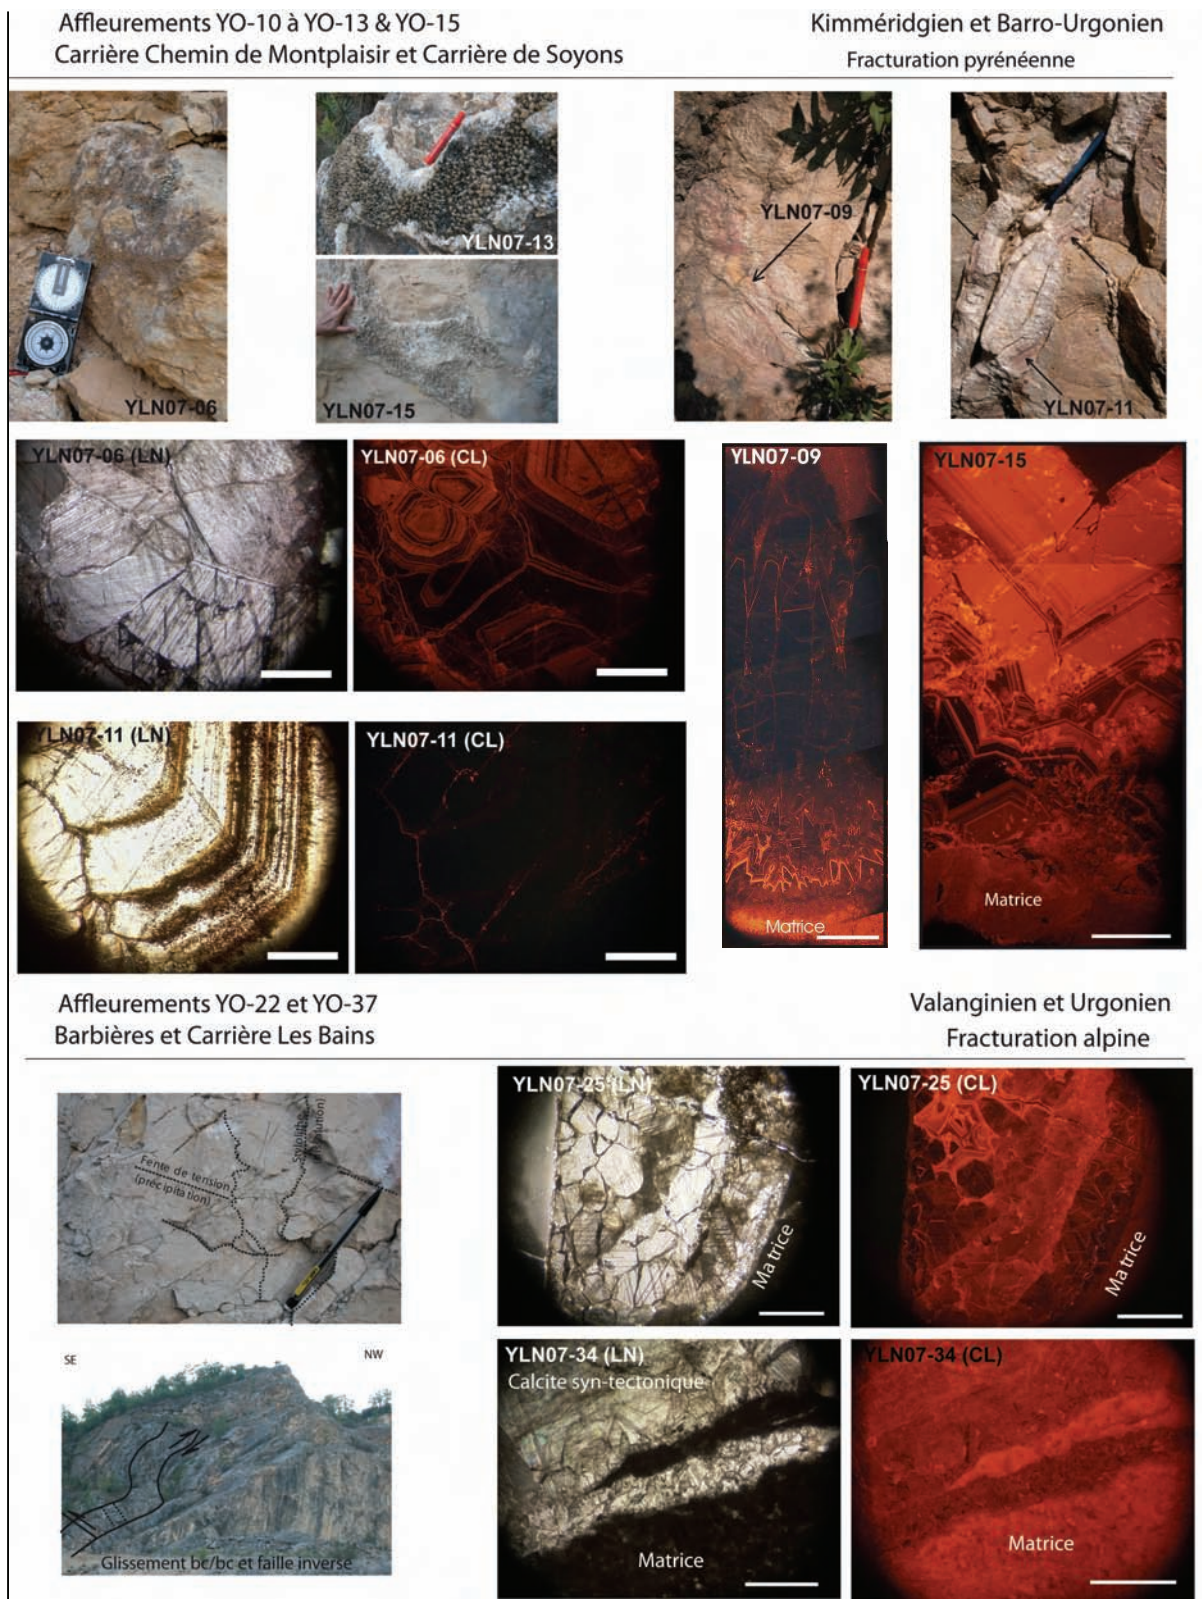 Affleurements YO-10 à YO-13 & YO-15
Carrière Chemin de Montplaisir et Carrière de Soyons
Kimméridgien et Barro-Urgonien
Fracturation pyrénéenne
YLN07-06
YLN07-13
YLN07-15
YLN07-09
YLN07-11
YLN07-06 (LN)
YLN07-06 (CL)
YLN07-09
Matrice
YLN07-15
Matrice
YLN07-11 (LN)
YLN07-11 (CL)
Affleurements YO-22 et YO-37
Barbières et Carrière Les Bains
Valanginien et Urgonien
Fracturation alpine
Fente de tension
(précipitation)
YLN07-25 (LN)
Matrice
YLN07-25 (CL)
Matrice
SE
NW
Glissement bc/bc et faille inverse
YLN07-34 (LN)
Calcite syn-tectonique
Matrice
YLN07-34 (CL)
Matrice